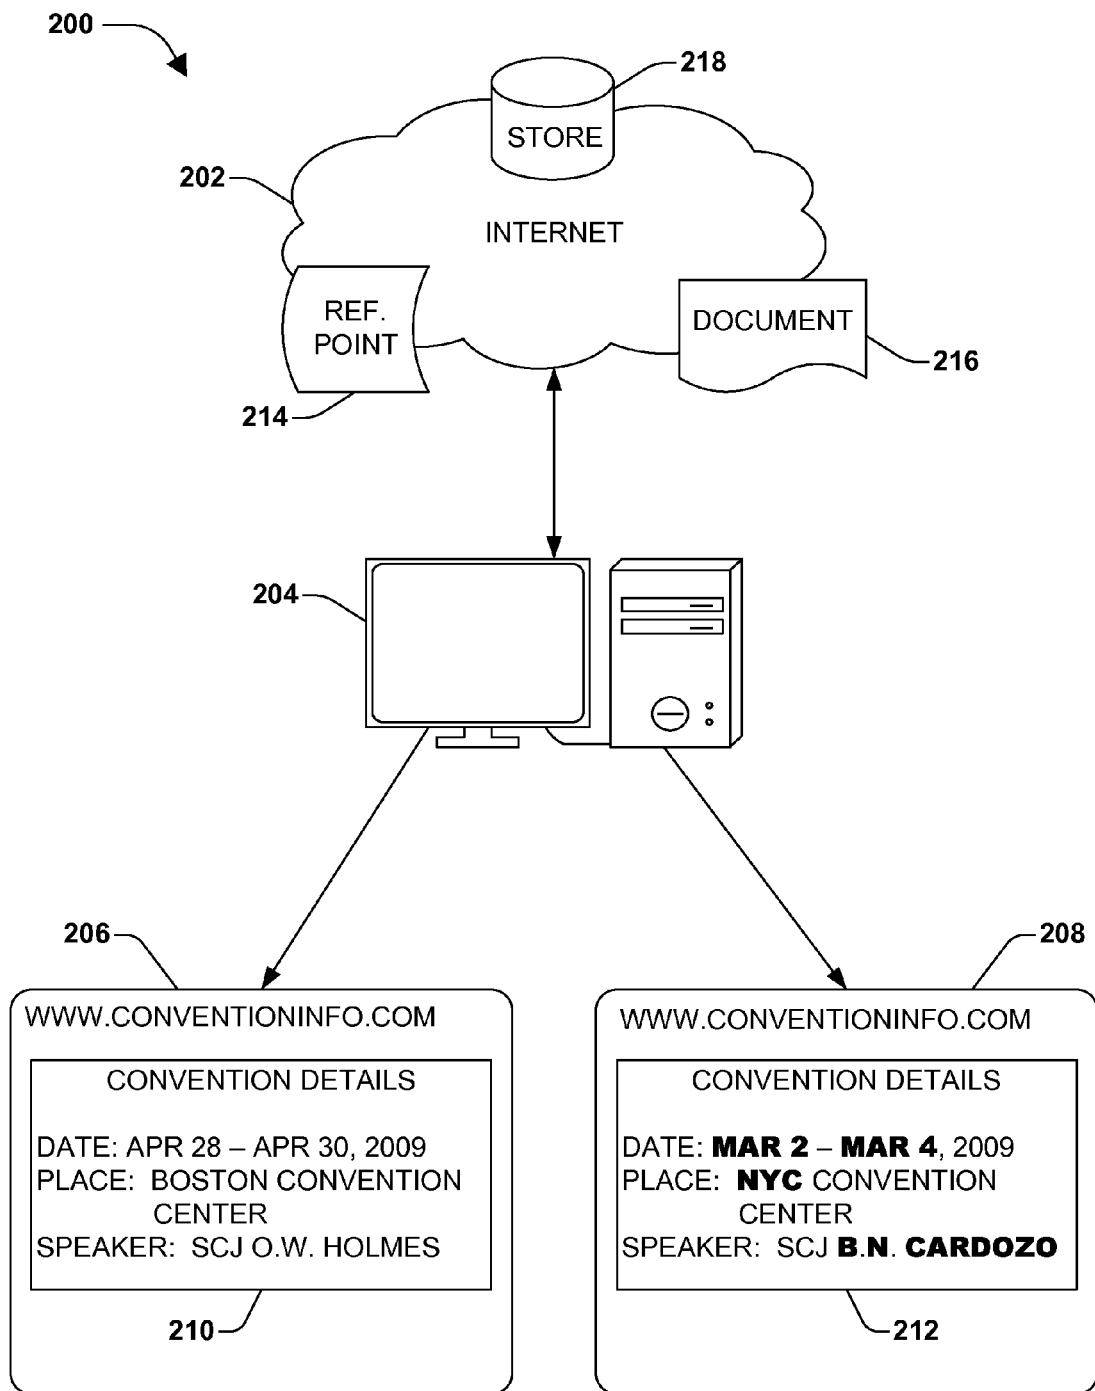 200
218
STORE
202
INTERNET
REF.
POINT
DOCUMENT
216
214
204
206
208
WWW.CONVENTIONINFO.COM
CONVENTION DETAILS
DATE: APR 28 – APR 30, 2009
PLACE: BOSTON CONVENTION
CENTER
SPEAKER: SCJ O.W. HOLMES
210
WWW.CONVENTIONINFO.COM
CONVENTION DETAILS
DATE: MAR 2 – MAR 4, 2009
PLACE: NYC CONVENTION
CENTER
SPEAKER: SCJ B.N. CARDOZO
212